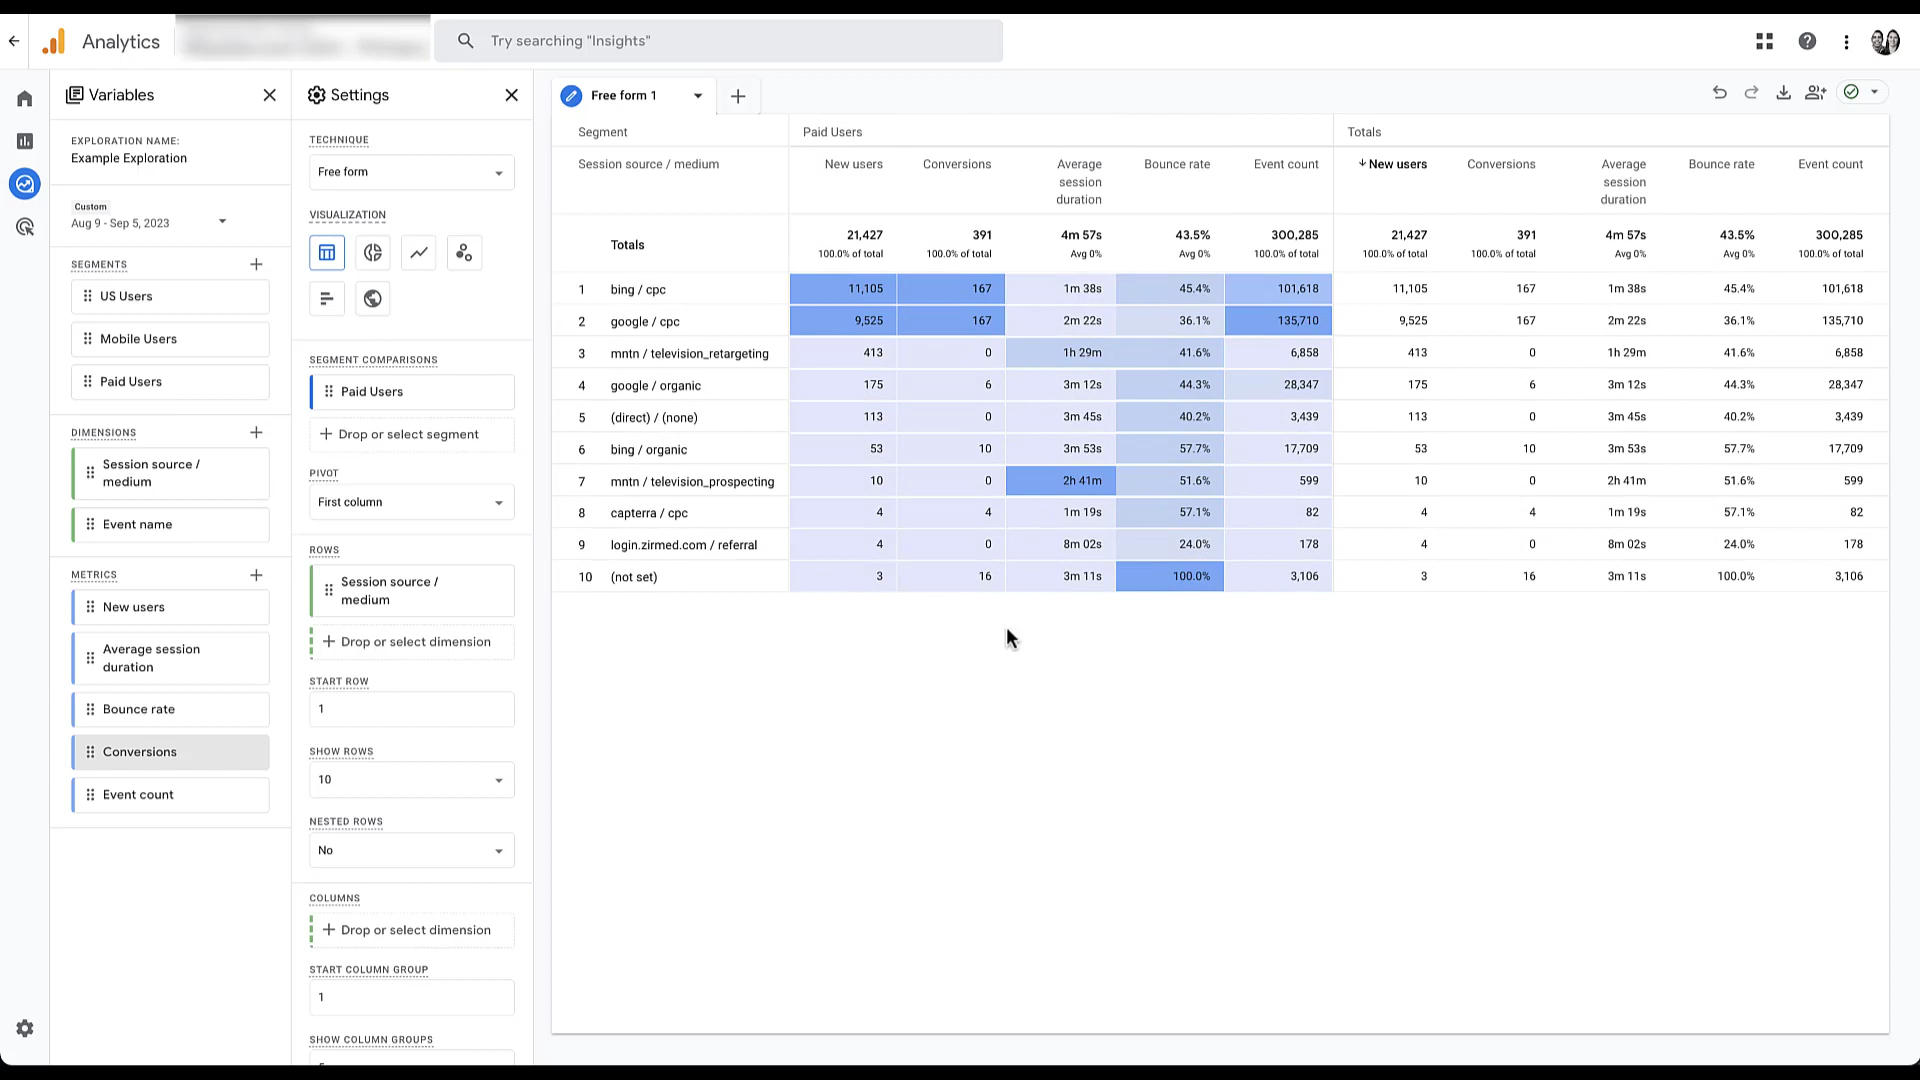 Analytics
Try searching "Insights"
Variables
EXPLORATION NAME:
Example Exploration
Custom
Aug 9 - Sep 5, 2023
SEGMENTS
US Users
Mobile Users
Paid Users
DIMENSIONS
Session source /
medium
Event name
METRICS
New users
Average session
duration
Bounce rate
Conversions
Event count
Settings
TECHNIQUE
Free form
VISUALIZATION
SEGMENT COMPARISONS
Paid Users
Drop or select segment
PIVOT
First column
ROWS
Session source /
medium
Drop or select dimension
START ROW
1
SHOW ROWS
10
NESTED ROWS
No
COLUMNS
Drop or select dimension
START COLUMN GROUP
1
SHOW COLUMN GROUPS
Free form 1
Segment Paid Users Totals
Session source / medium New users Conversions Average session duration Bounce rate Event count New users Conversions Average session duration Bounce rate Event count
Totals 21,427 391 4m 57s 43.5% 300,285 21,427 391 4m 57s 43.5% 300,285
100.0% of total 100.0% of total Avg 0% Avg 0% 100.0% of total 100.0% of total 100.0% of total Avg 0% Avg 0% 100.0% of total
1 bing / cpc 11,105 167 1m 38s 45.4% 101,618 11,105 167 1m 38s 45.4% 101,618
2 google / cpc 9,525 167 2m 22s 36.1% 135,710 9,525 167 2m 22s 36.1% 135,710
3 mntn / television_retargeting 413 0 1h 29m 41.6% 6,858 413 0 1h 29m 41.6% 6,858
4 google / organic 175 6 3m 12s 44.3% 28,347 175 6 3m 12s 44.3% 28,347
5 (direct) / (none) 113 0 3m 45s 40.2% 3,439 113 0 3m 45s 40.2% 3,439
6 bing / organic 53 10 3m 53s 57.7% 17,709 53 10 3m 53s 57.7% 17,709
7 mntn / television_prospecting 10 0 2h 41m 51.6% 599 10 0 2h 41m 51.6% 599
8 capterra / cpc 4 4 1m 19s 57.1% 82 4 4 1m 19s 57.1% 82
9 login.zirmed.com / referral 4 0 8m 02s 24.0% 178 4 0 8m 02s 24.0% 178
10 (not set) 3 16 3m 11s 100.0% 3,106 3 16 3m 11s 100.0% 3,106